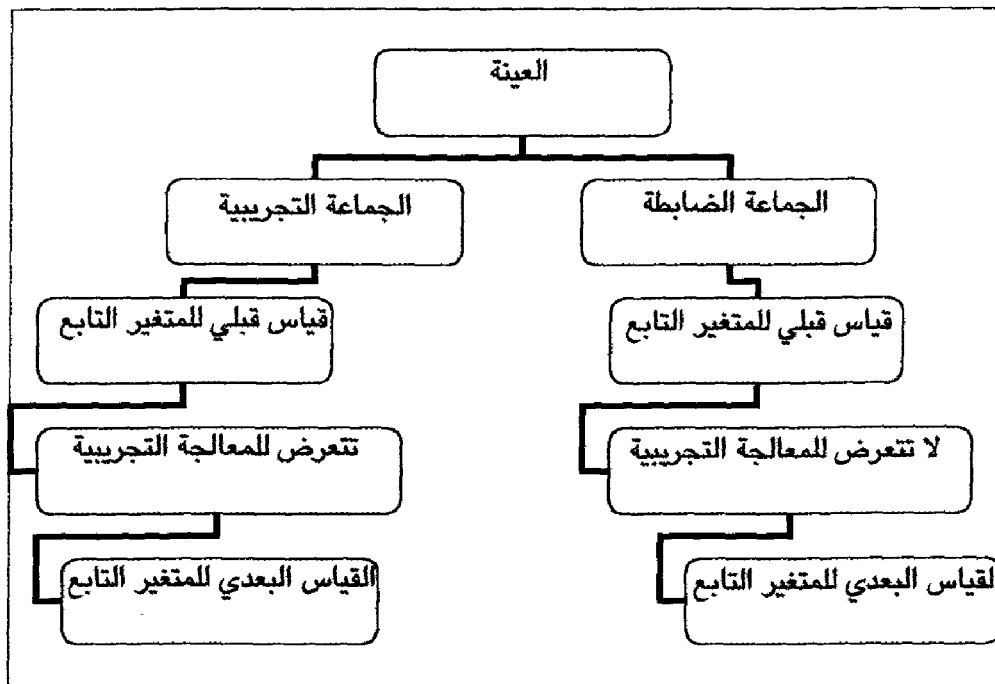 العينة
الجماعة الضابطة
الجماعة التجريبية
قياس قبلي للمتغير التابع
قياس قبلي للمتغير التابع
لا تتعرض للمعالجة التجريبية
تتعرض للمعالجة التجريبية
لقياس البعدي للمتغير التابع
القياس البعدي للمتغير التابع